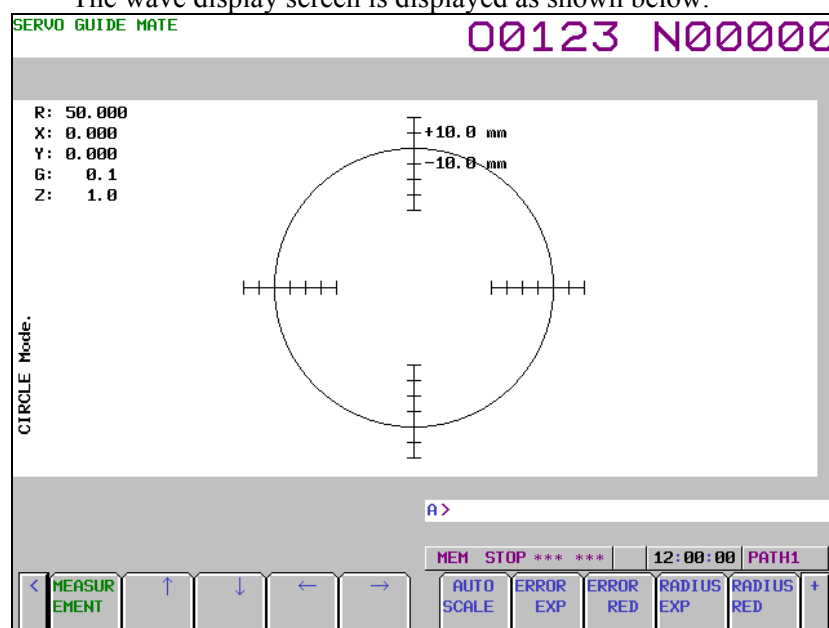 The wave display screen is displayed as shown below.
SERVO GUIDE MATE
O0123 N00000
R: 50.000
X: 0.000
Y: 0.000
G: 0.1
Z: 1.0
+10.0 mm
-10.0 mm
CIRCLE Mode.
A>
MEM STOP *** ***
12:00:00
PATH1
< MEASUREMENT ↑ ↓ ← → AUTO SCALE ERROR EXP ERROR RED RADIUS EXP RADIUS RED +